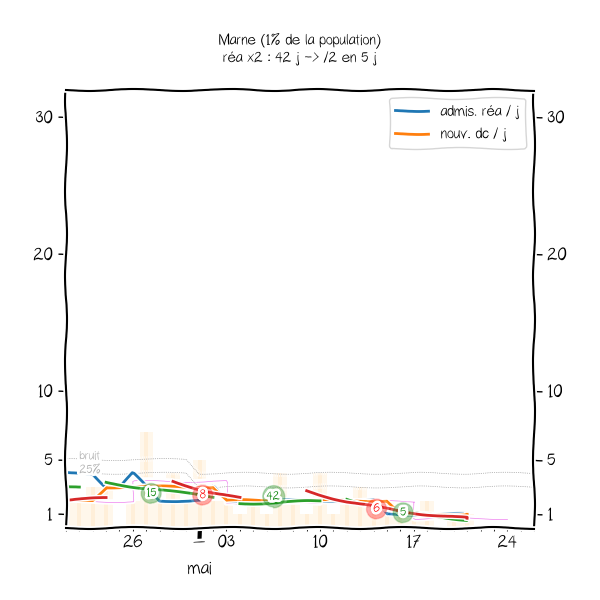 Marne (1% de la population)
réa x2 : 42 j -> /2 en 5 j
admis. réa / j
nouv. dc / j
30 30
20 20
10 10
5 5
bruit
25%
15 8 42 6 5
1 1
26 1 03 10 17 24
mai